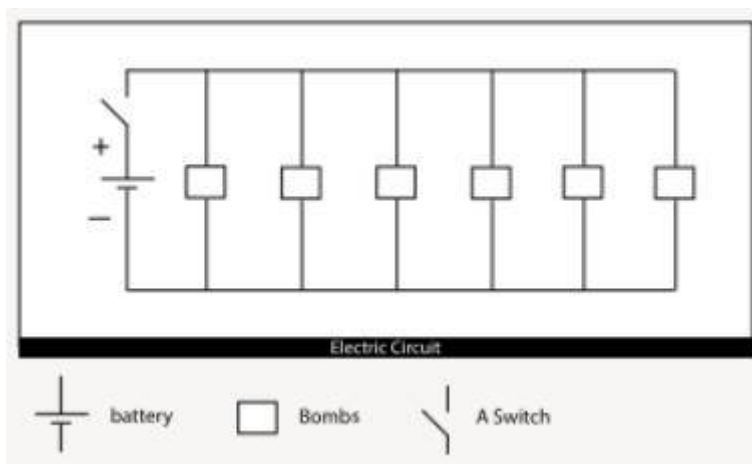 +
−
Electric Circuit
battery
Bombs
A Switch